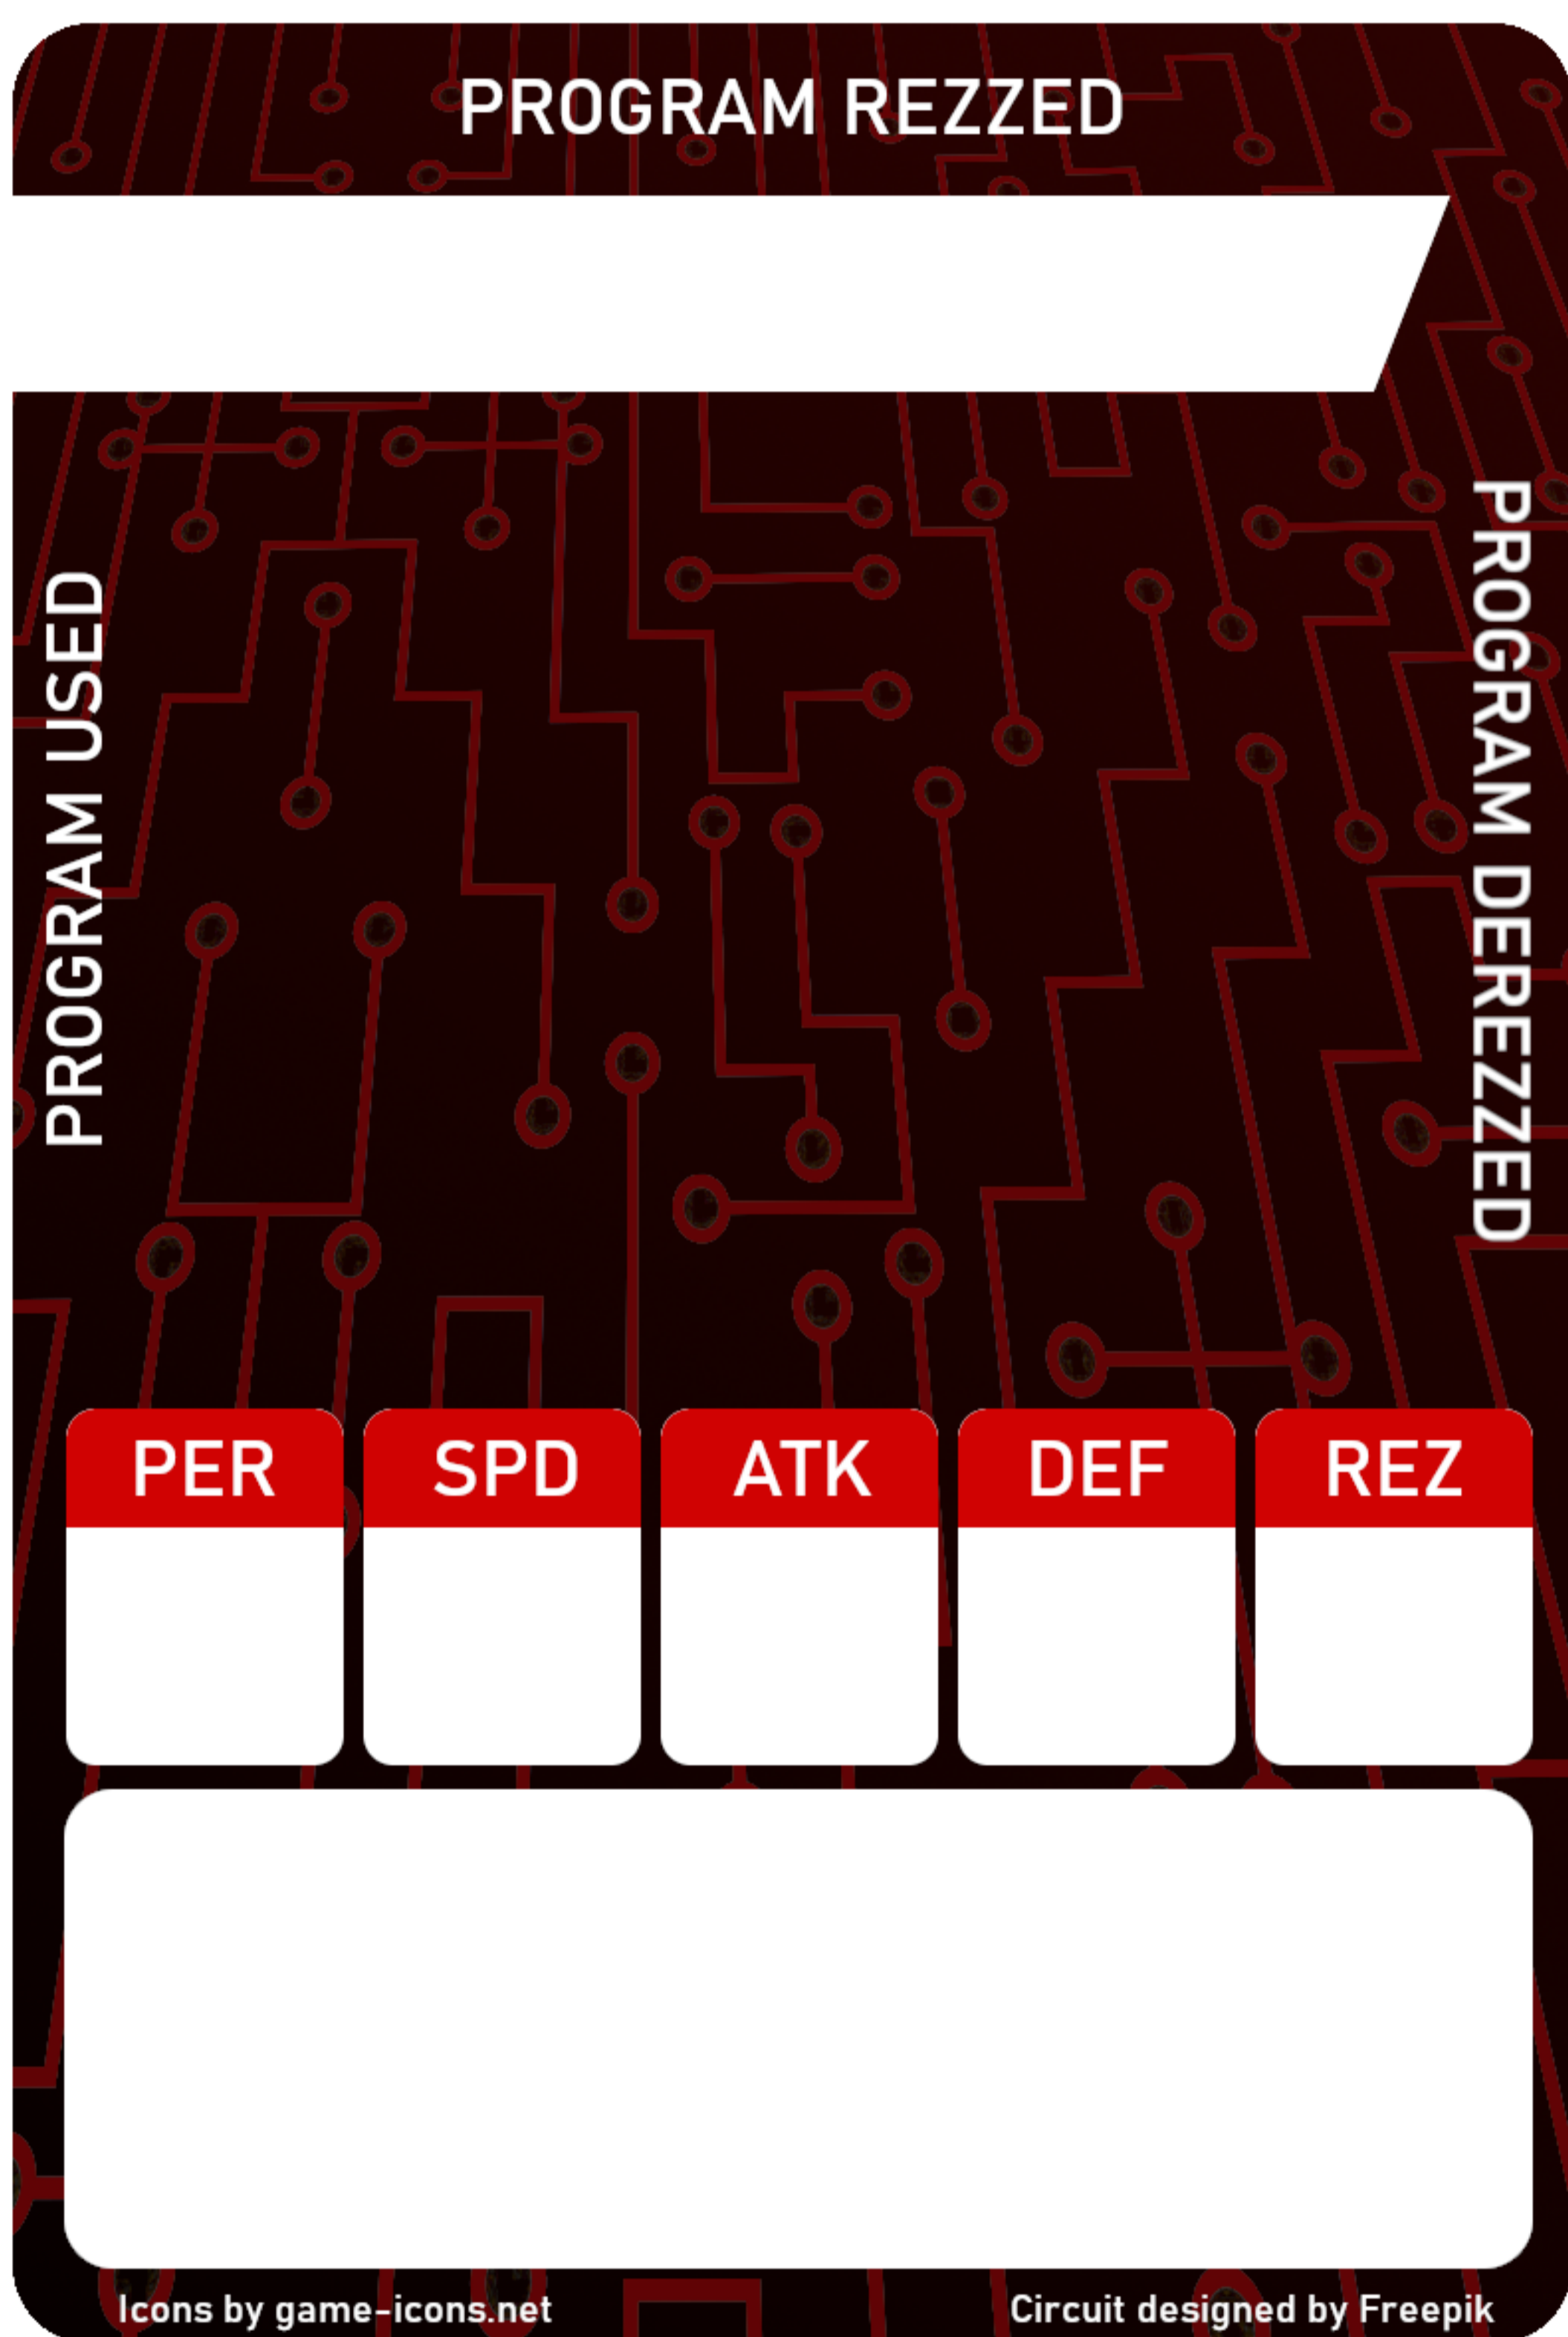 PROGRAM REZZED
PROGRAM USED
PROGRAM DEREZZED
PER
SPD
ATK
DEF
REZ
Icons by game-icons.net
Circuit designed by Freepik